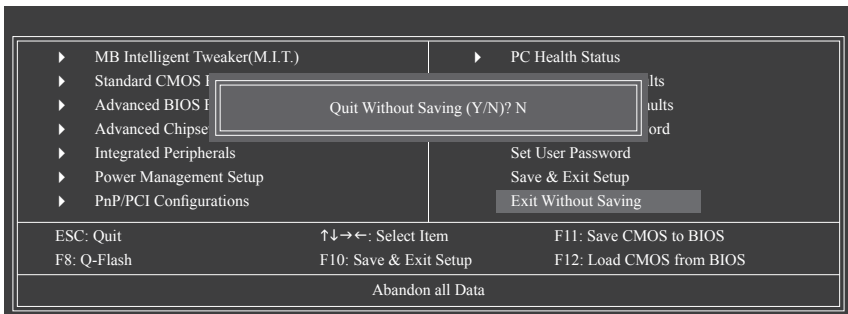 MB Intelligent Tweaker(M.I.T.)
Standard CMOS
Advanced BIOS
Advanced Chipse
Integrated Peripherals
Power Management Setup
PnP/PCI Configurations
PC Health Status
Set User Password
Save & Exit Setup
Exit Without Saving
Quit Without Saving (Y/N)? N
ESC: Quit
↑↓→←: Select Item
F11: Save CMOS to BIOS
F8: Q-Flash
F10: Save & Exit Setup
F12: Load CMOS from BIOS
Abandon all Data